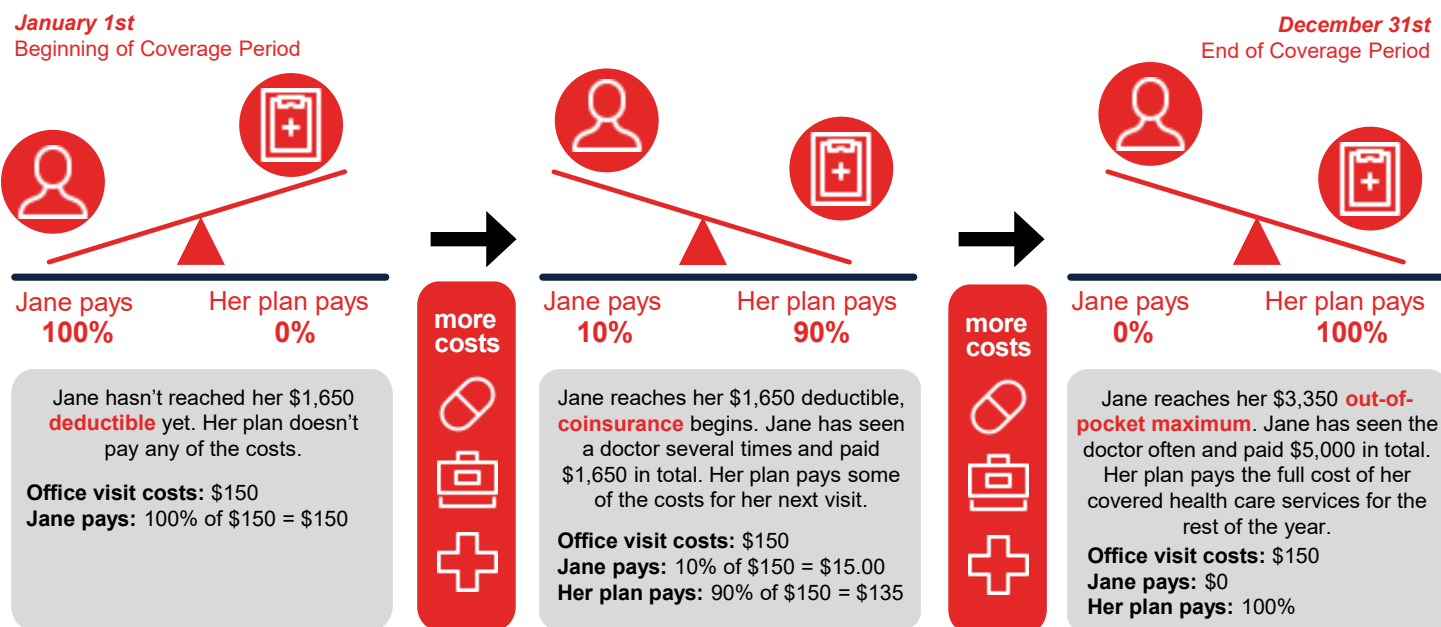 January 1st
Beginning of Coverage Period
December 31st
End of Coverage Period
Jane pays
100%
Her plan pays
0%
Jane hasn’t reached her $1,650
deductible yet. Her plan doesn’t
pay any of the costs.
Office visit costs: $150
Jane pays: 100% of $150 = $150
more
costs
Jane pays
10%
Her plan pays
90%
Jane reaches her $1,650 deductible,
coinsurance begins. Jane has seen
a doctor several times and paid
$1,650 in total. Her plan pays some
of the costs for her next visit.
Office visit costs: $150
Jane pays: 10% of $150 = $15.00
Her plan pays: 90% of $150 = $135
more
costs
Jane pays
0%
Her plan pays
100%
Jane reaches her $3,350 out-of-
pocket maximum. Jane has seen the
doctor often and paid $5,000 in total.
Her plan pays the full cost of her
covered health care services for the
rest of the year.
Office visit costs: $150
Jane pays: $0
Her plan pays: 100%